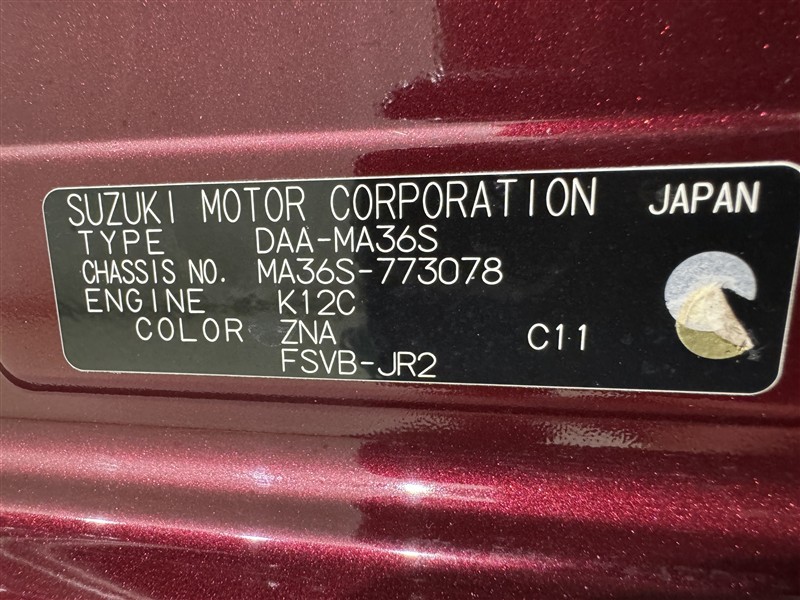 SUZUKI MOTOR CORPORATION JAPAN
TYPE DAA-MA36S
CHASSIS NO. MA36S-773078
ENGINE K12C
COLOR ZNA C11
FSVB-JR2